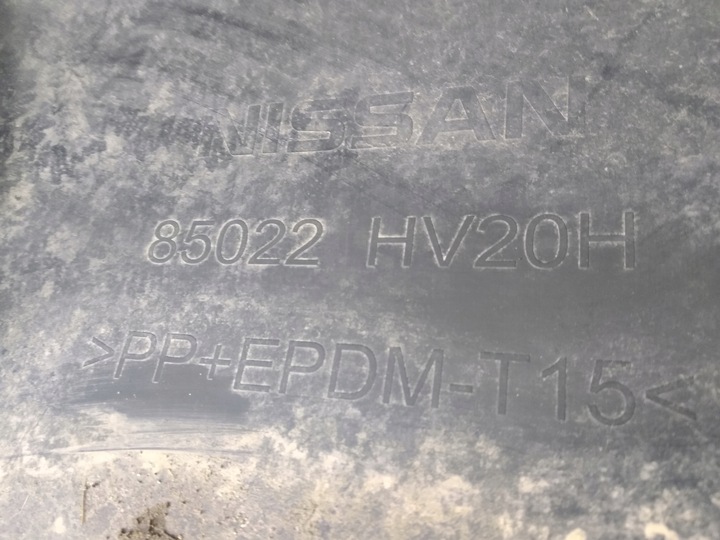 NISSAN
85022 HV20H
>PP+EPDM-T15<